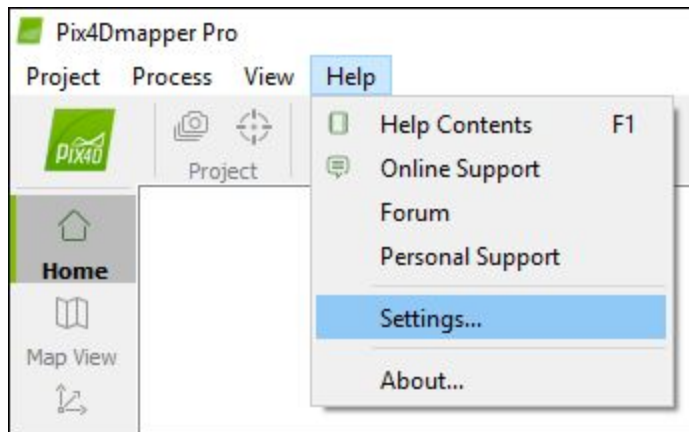 Pix4Dmapper Pro
Project Process View Help
PIX4D
Project
Help Contents F1
Online Support
Forum
Personal Support
Settings...
About...
Home
Map View